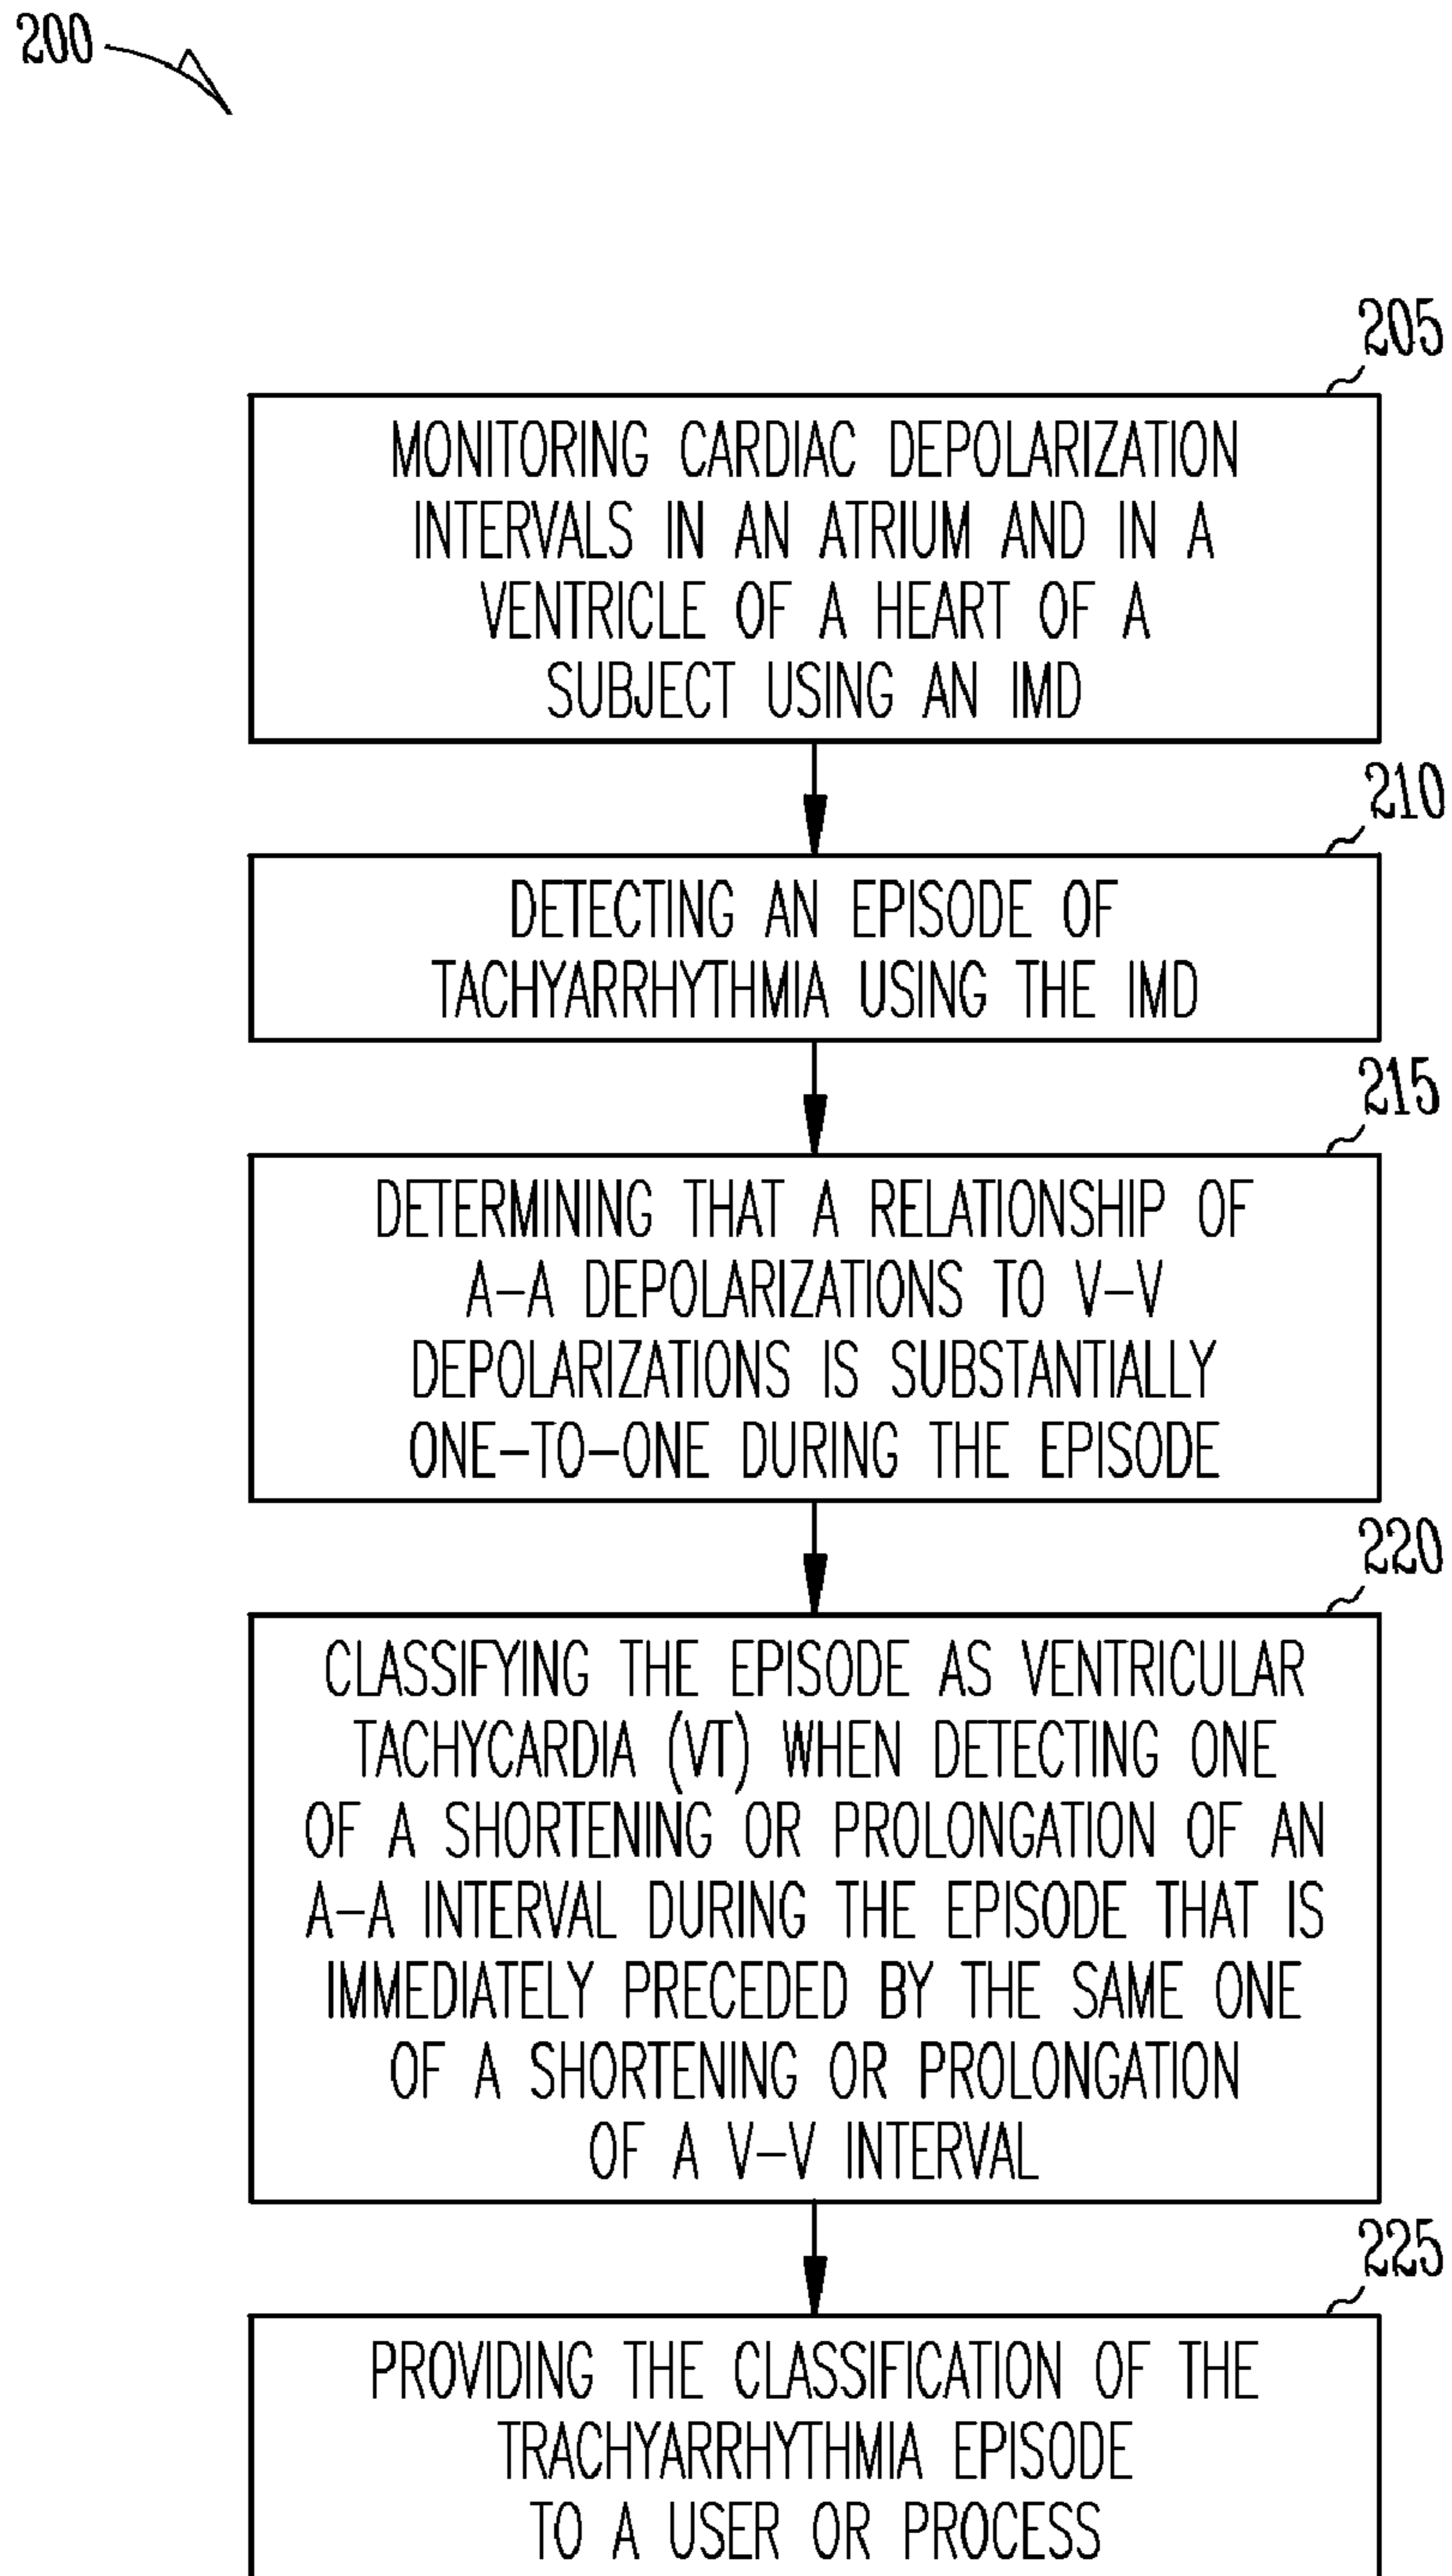 200
205
MONITORING CARDIAC DEPOLARIZATION
INTERVALS IN AN ATRIUM AND IN A
VENTRICLE OF A HEART OF A
SUBJECT USING AN IMD
210
DETECTING AN EPISODE OF
TACHYARRHYTHMIA USING THE IMD
215
DETERMINING THAT A RELATIONSHIP OF
A-A DEPOLARIZATIONS TO V-V
DEPOLARIZATIONS IS SUBSTANTIALLY
ONE-TO-ONE DURING THE EPISODE
220
CLASSIFYING THE EPISODE AS VENTRICULAR
TACHYCARDIA (VT) WHEN DETECTING ONE
OF A SHORTENING OR PROLONGATION OF AN
A-A INTERVAL DURING THE EPISODE THAT IS
IMMEDIATELY PRECEDED BY THE SAME ONE
OF A SHORTENING OR PROLONGATION
OF A V-V INTERVAL
225
PROVIDING THE CLASSIFICATION OF THE
TRACHYARRHYTHMIA EPISODE
TO A USER OR PROCESS